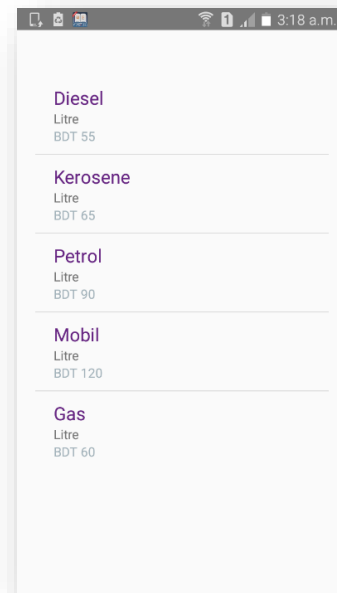 1 3:18 a.m.
Diesel
Litre
BDT 55
Kerosene
Litre
BDT 65
Petrol
Litre
BDT 90
Mobil
Litre
BDT 120
Gas
Litre
BDT 60